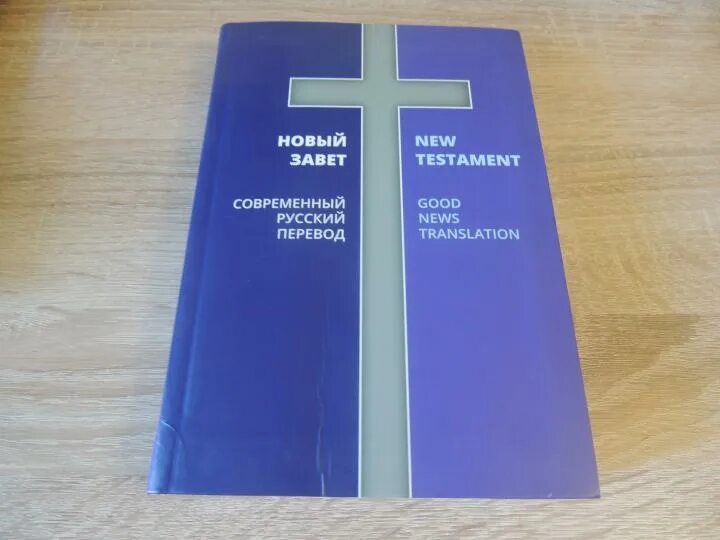 НОВЫЙ
ЗАВЕТ
СОВРЕМЕННЫЙ
РУССКИЙ
ПЕРЕВОД
NEW
TESTAMENT
GOOD
NEWS
TRANSLATION